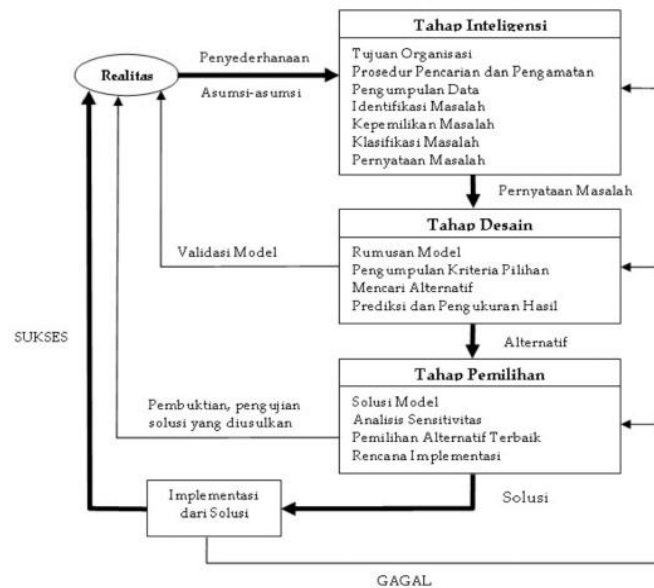 Tahap Inteligensi
Penyederhanaan
Realitas
Asumsi-asumsi
Tujuan Organisasi
Prosedur Pencarian dan Pengamatan
Pengumpulan Data
Identifikasi Masalah
Kepemilikan Masalah
Klasifikasi Masalah
Pernyataan Masalah
Pernyataan Masalah
Tahap Desain
Validasi Model
Rumusan Model
Pengumpulan Kriteria Pilihan
Mencari Alternatif
Prediksi dan Pengukuran Hasil
SUKSES
Alternatif
Tahap Pemilihan
Pembuktian, pengujian
solusi yang diusulkan
Solusi Model
Analisis Sensitivitas
Pemilihan Alternatif Terbaik
Rencana Implementasi
Implementasi
dari Solusi
Solusi
GAGAL